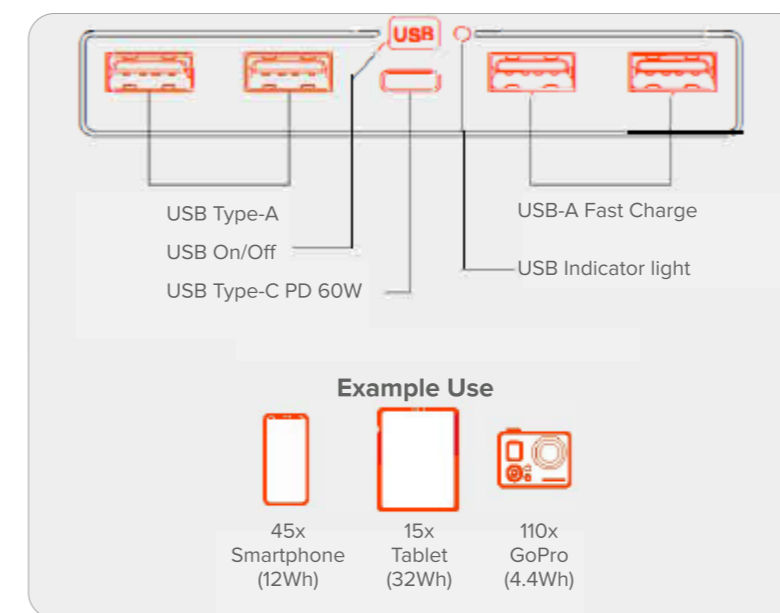 USB
USB Type-A
USB On/Off
USB Type-C PD 60W
USB-A Fast Charge
USB Indicator light
Example Use
45x
Smartphone
(12Wh)
15x
Tablet
(32Wh)
110x
GoPro
(4.4Wh)